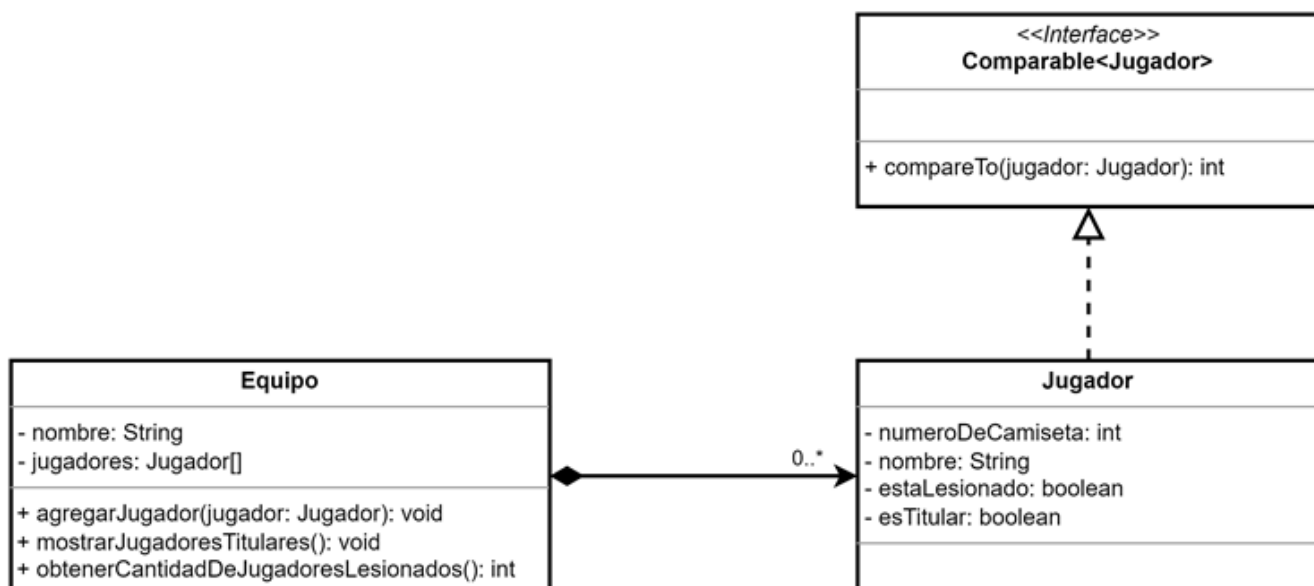 <<Interface>>
Comparable<Jugador>
+ compareTo(jugador: Jugador): int
Equipo
- nombre: String
- jugadores: Jugador[]
+ agregarJugador(jugador: Jugador): void
+ mostrarJugadoresTitulares(): void
+ obtenerCantidadDeJugadoresLesionados(): int
0..*
Jugador
- numeroDeCamiseta: int
- nombre: String
- estaLesionado: boolean
- esTitular: boolean